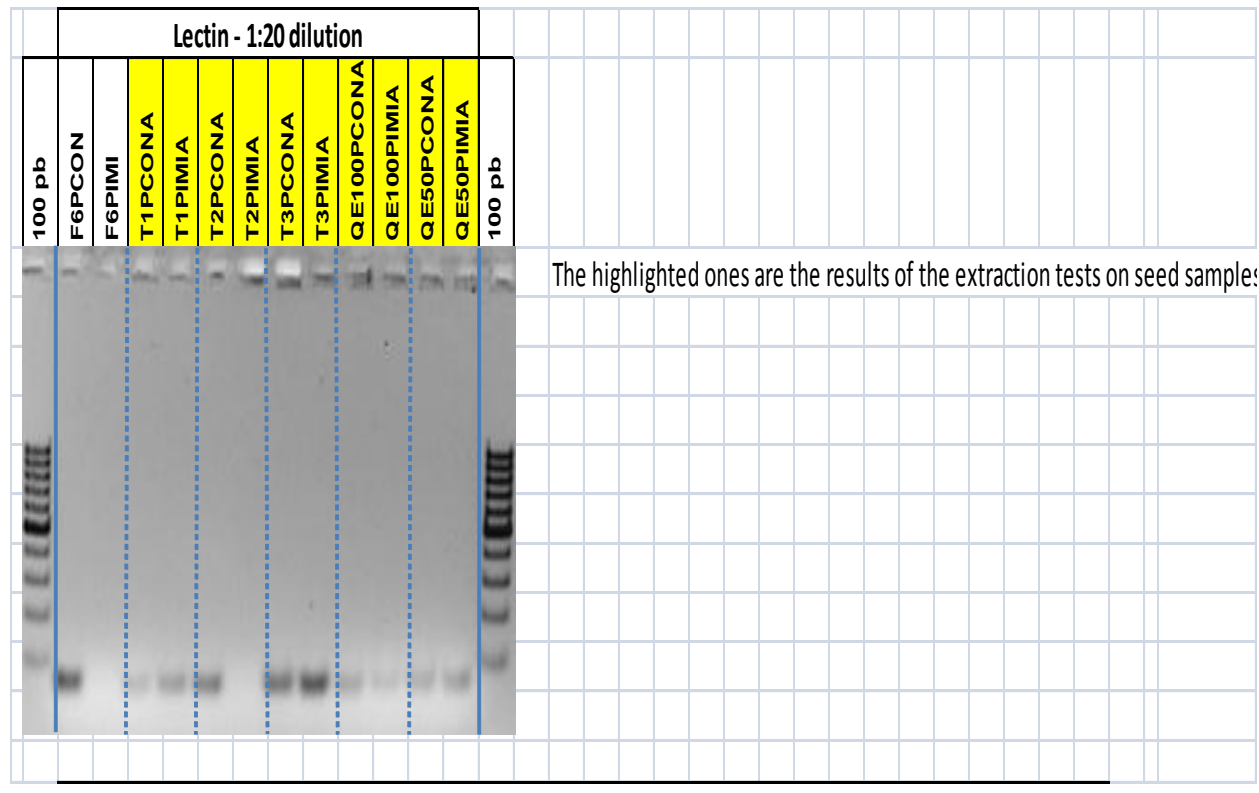 Lectin - 1:20 dilution
100 pb
F6PCON
F6PIMI
T1PCONA
T1PIMIA
T2PCONA
T2PIMIA
T3PCONA
T3PIMIA
QE100PCONA
QE100PIMIA
QE50PCONA
QE50PIMIA
100 pb
The highlighted ones are the results of the extraction tests on seed samples